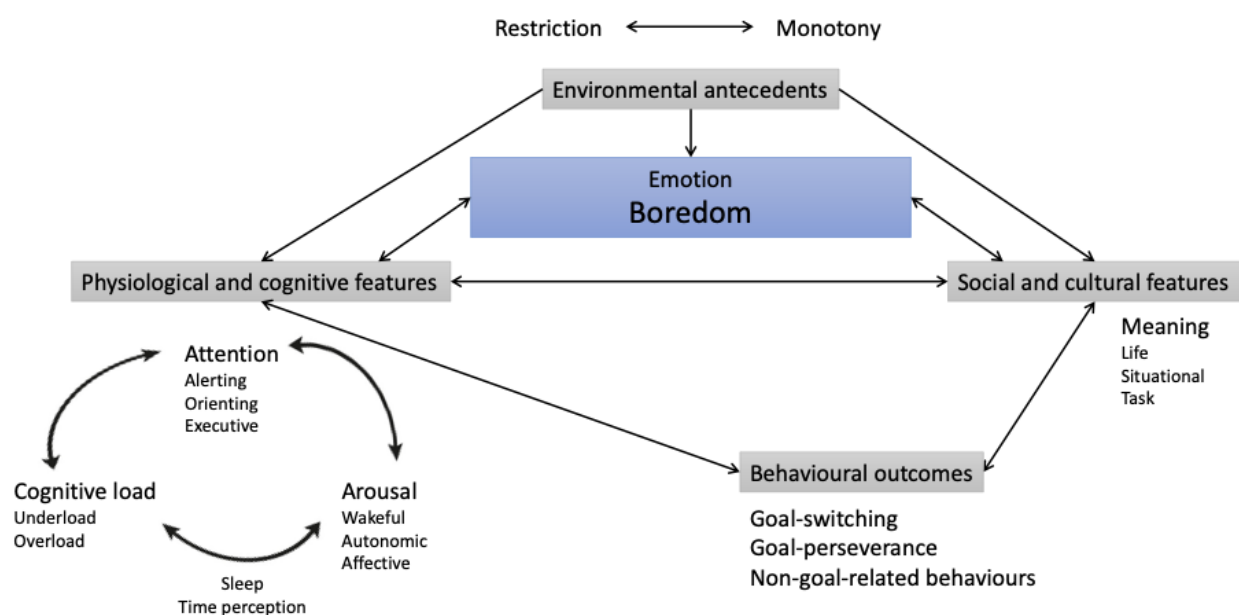 Restriction Monotony
Environmental antecedents
Emotion
Boredom
Physiological and cognitive features
Social and cultural features
Attention
Alerting
Orienting
Executive
Meaning
Life
Situational
Task
Cognitive load
Underload
Overload
Arousal
Wakeful
Autonomic
Affective
Sleep
Time perception
Behavioural outcomes
Goal-switching
Goal-perseverance
Non-goal-related behaviours